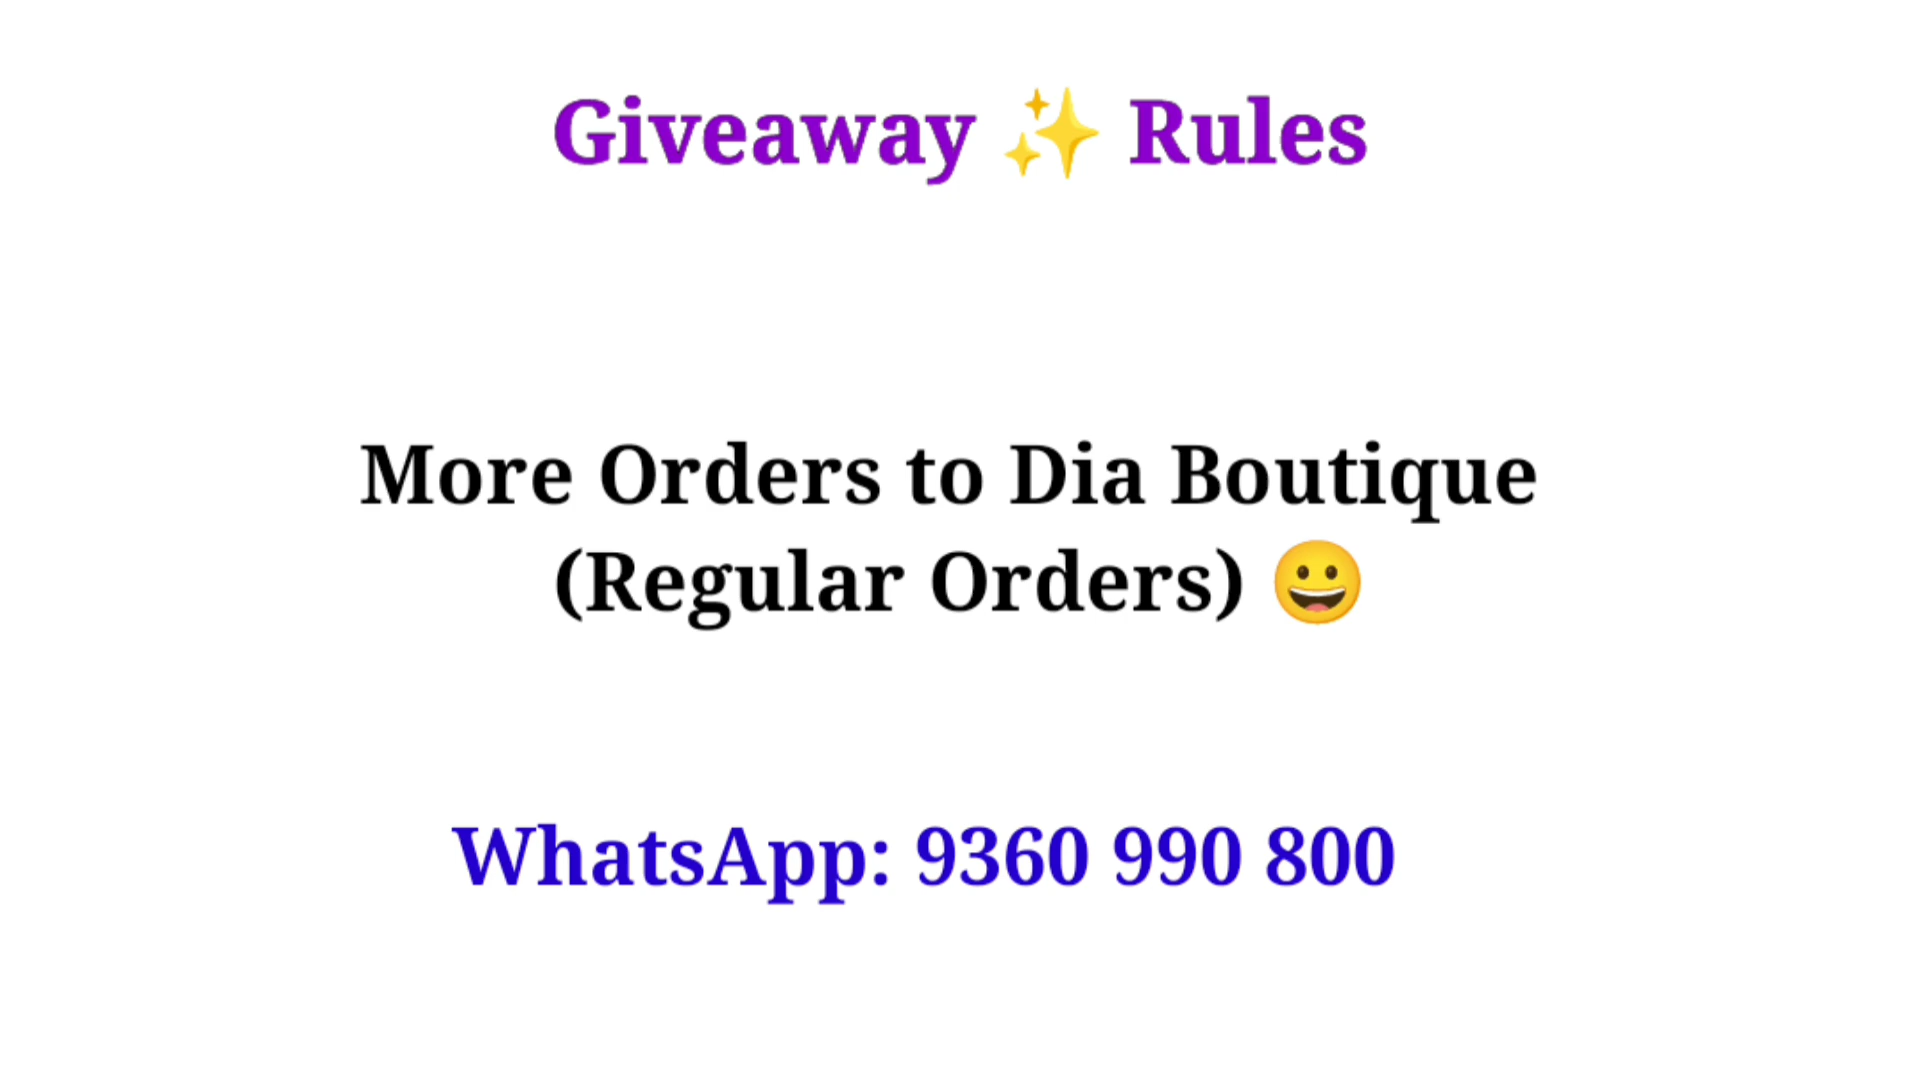 Giveaway ✨ Rules
More Orders to Dia Boutique
(Regular Orders) 😀
WhatsApp: 9360 990 800